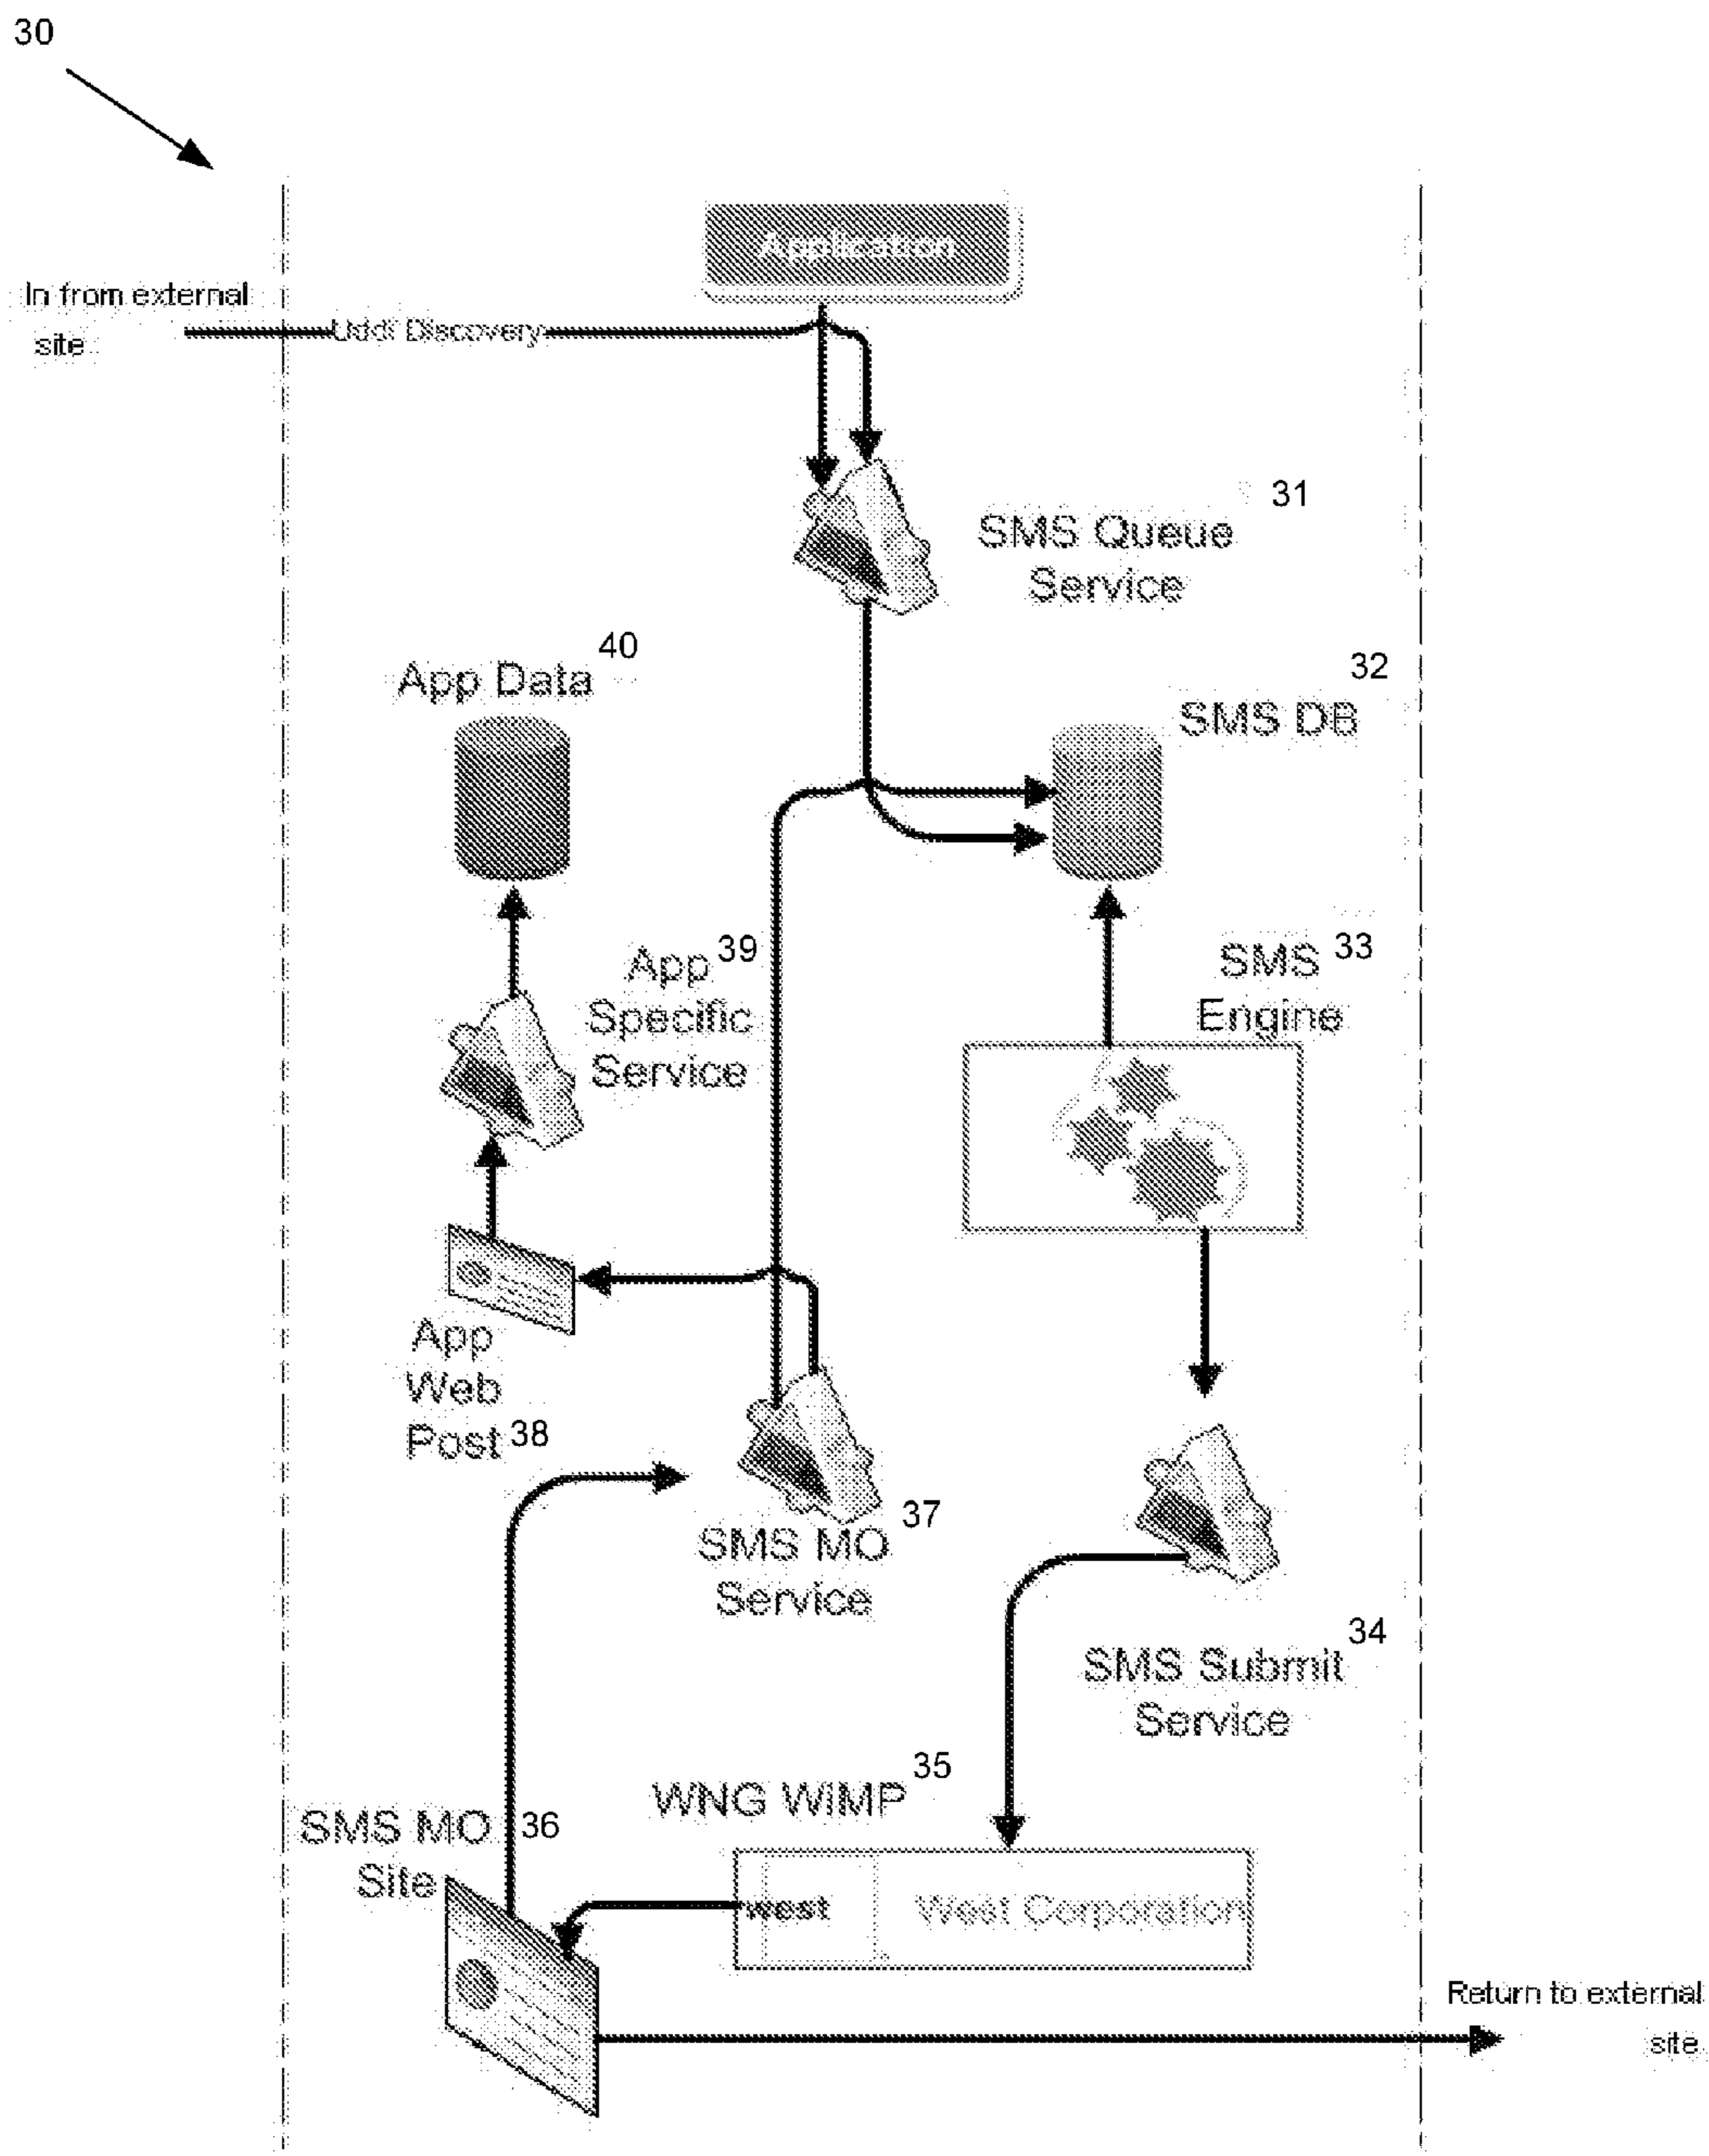 30
Application
In from external
site
Uddi Discovery
31
SMS Queue
Service
40
App Data
32
SMS DB
39
App
Specific
Service
33
SMS
Engine
App
Web
Post 38
37
SMS MO
Service
34
SMS Submit
Service
35
WNG WIMP
SMS MO 36
Site
west
West Corporation
Return to external
site